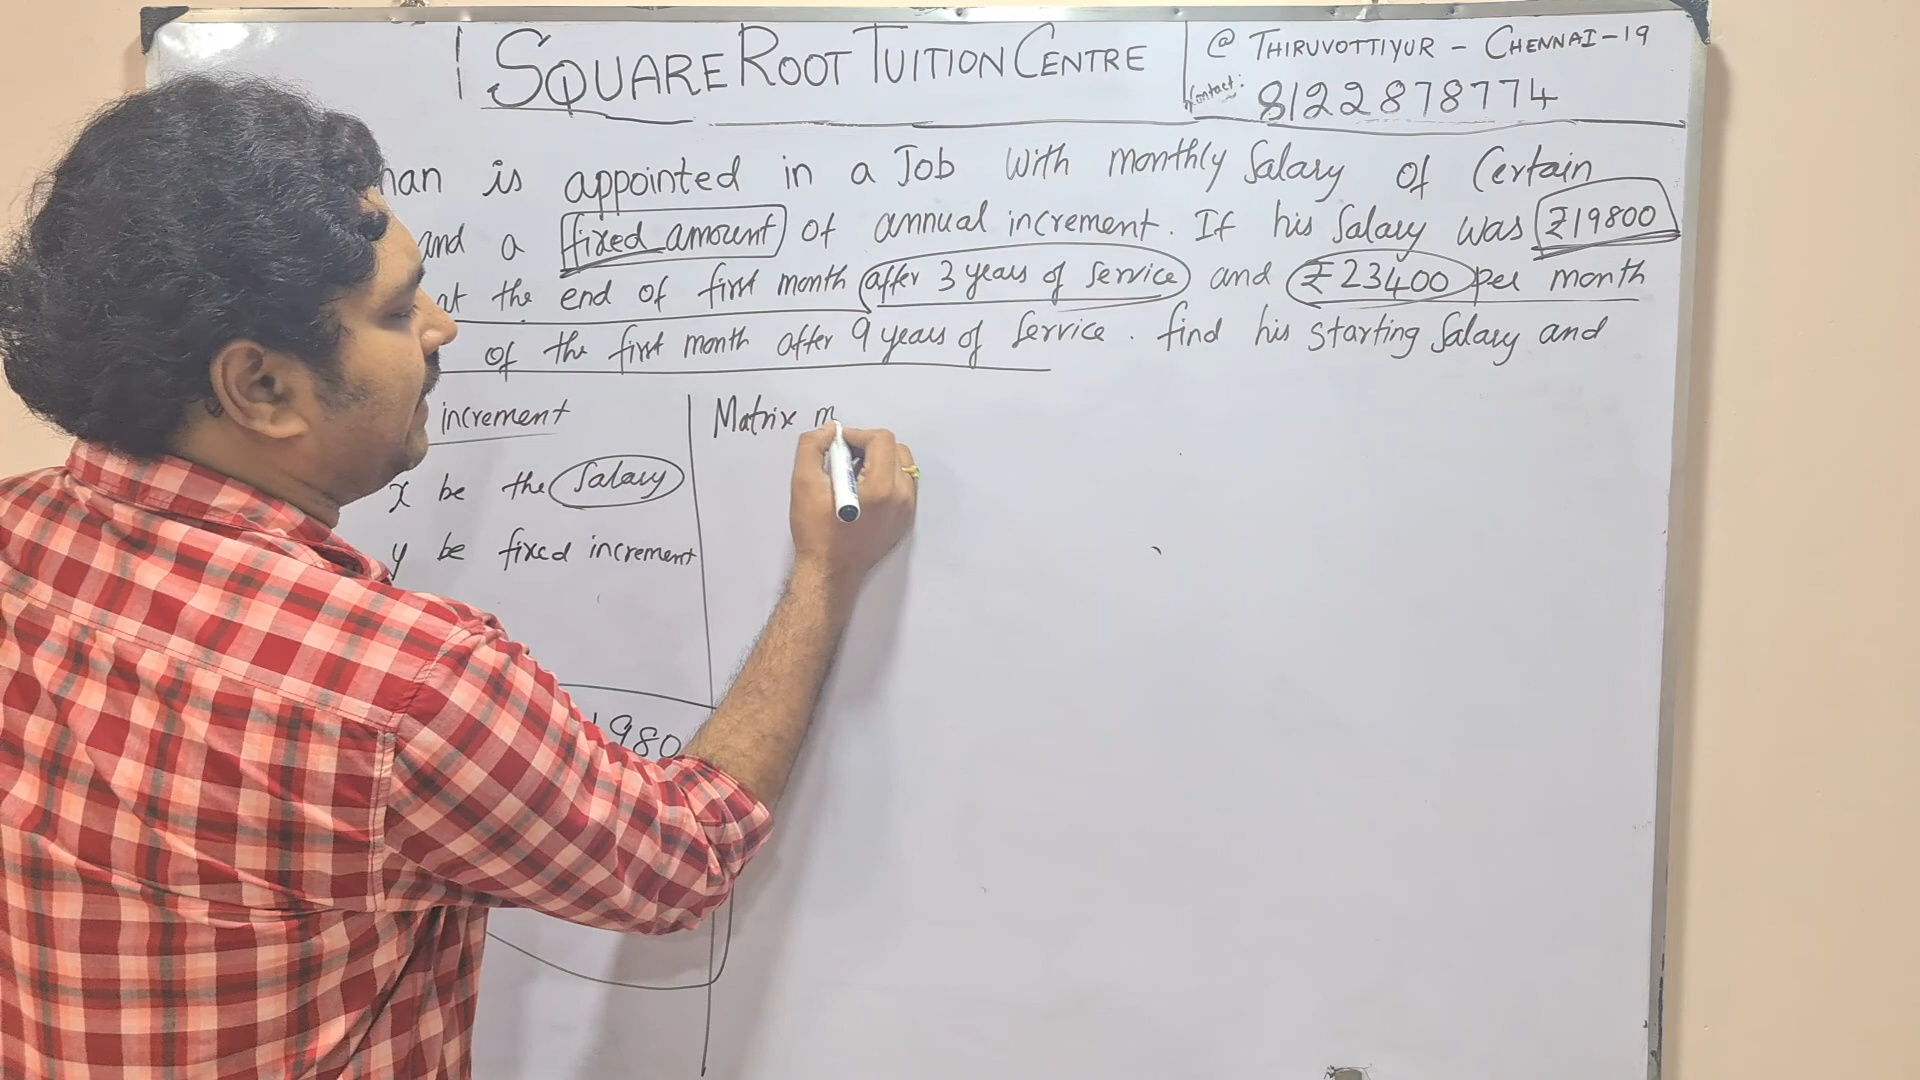 SQUARE ROOT TUITION CENTRE
@ THIRUVOTTIYUR - CHENNAI-19
Contact: 8122878774
is appointed in a Job with monthly Salary of Certain
and a fixed amount of annual increment. If his Salary was ₹19800
at the end of first month after 3 years of service and ₹23400 per month
of the first month after 9 years of service. find his starting Salary and
increment
x be the Salary
y be fixed increment
Matrix m